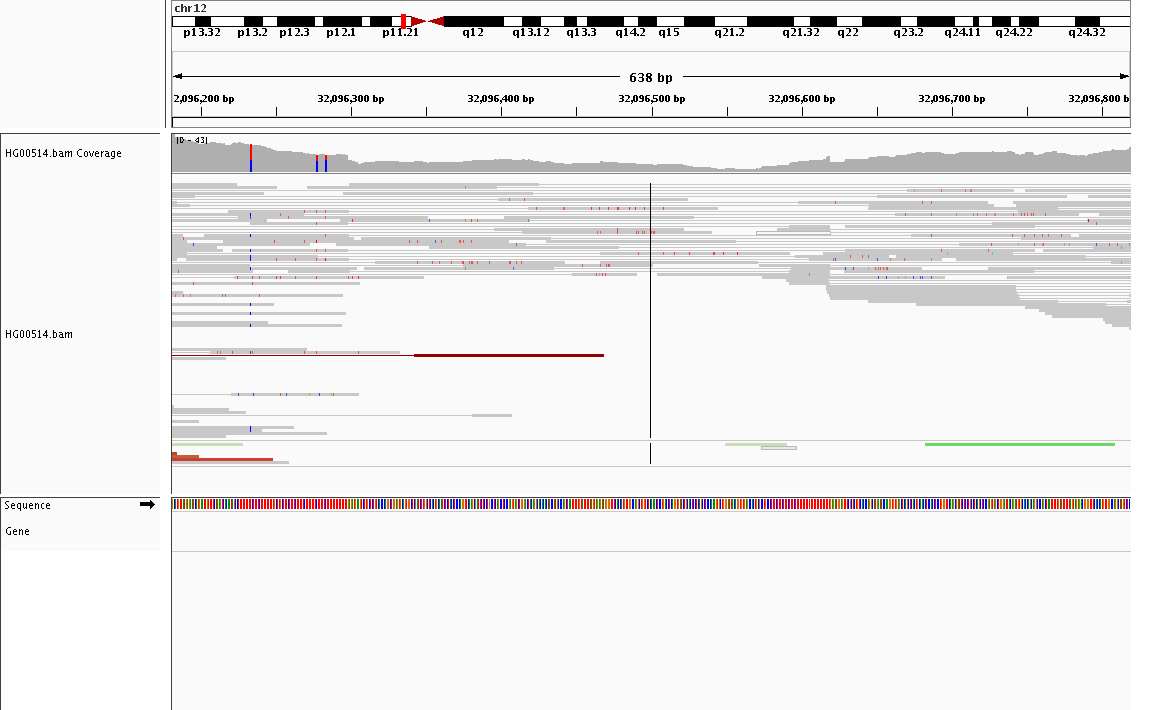 chr12
p13.32 p13.2 p12.3 p12.1 p11.21 q12 q13.12 q13.3 q14.2 q15 q21.2 q21.32 q22 q23.2 q24.11 q24.22 q24.32
638 bp
2,096,200 bp 32,096,300 bp 32,096,400 bp 32,096,500 bp 32,096,600 bp 32,096,700 bp 32,096,800 b
[0 - 43]
HG00514.bam Coverage
HG00514.bam
Sequence
Gene